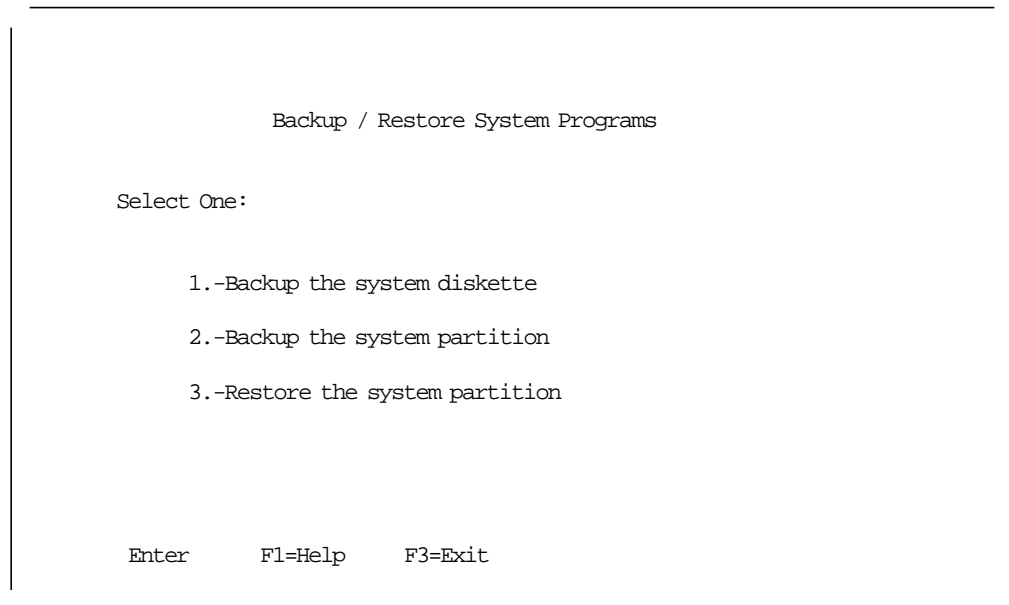 Backup / Restore System Programs
Select One:
1.-Backup the system diskette
2.-Backup the system partition
3.-Restore the system partition
Enter F1=Help F3=Exit